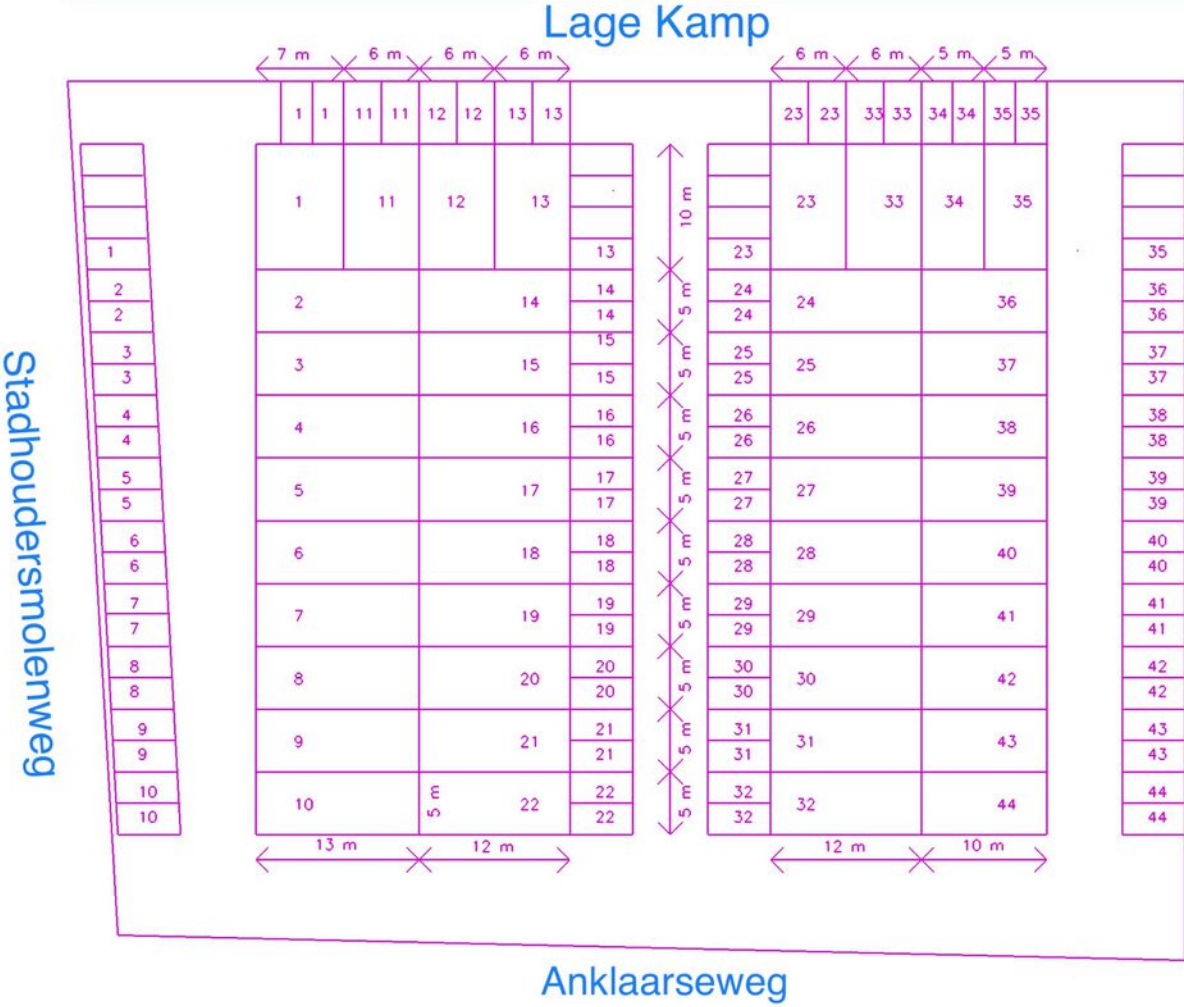 Lage Kamp
7 m 6 m 6 m 6 m 6 m 6 m 5 m 5 m
1 1 11 11 12 12 13 13 23 23 33 33 34 34 35 35
1 11 12 13 10 m 23 33 34 35
1 13 23 35
2 14 24 36
2 14 5 m 24 36
2 14 24 36
15
3 25 37
3 15 5 m 25 37
3 15 25 37
4 16 26 38
4 16 5 m 26 38
4 16 26 38
5 17 27 39
5 17 5 m 27 39
5 17 27 39
6 18 28 40
6 18 5 m 28 40
6 18 28 40
7 19 29 41
7 19 5 m 29 41
7 19 29 41
8 20 30 42
8 20 5 m 30 42
8 20 30 42
9 21 31 43
9 21 5 m 31 43
9 21 31 43
10 22 32 44
10 5 m 22 5 m 32 44
10 22 32 44
13 m 12 m 12 m 10 m
Stadhoudersmolenweg
Anklaarseweg